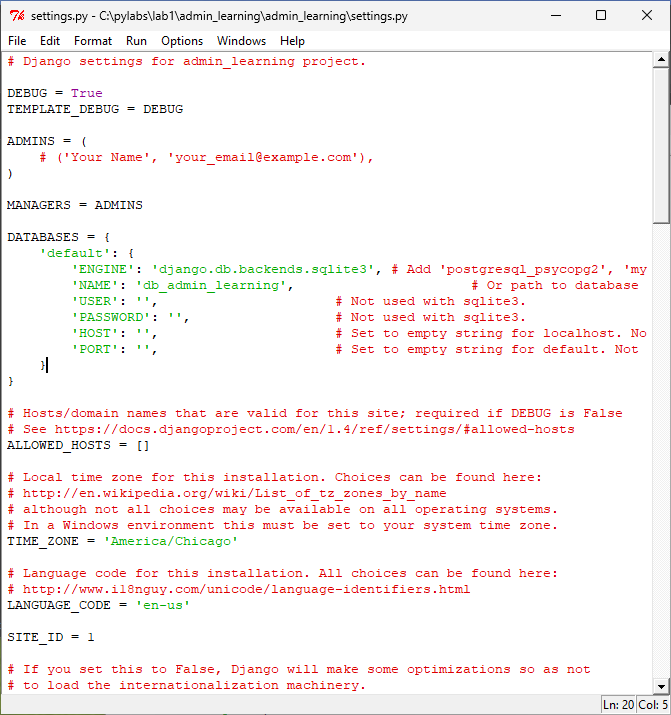 settings.py - C:\pylabs\lab1\admin_learning\admin_learning\settings.py
File Edit Format Run Options Windows Help
# Django settings for admin_learning project.
DEBUG = True
TEMPLATE_DEBUG = DEBUG
ADMINS = (
    # ('Your Name', 'your_email@example.com'),
)
MANAGERS = ADMINS
DATABASES = {
    'default': {
        'ENGINE': 'django.db.backends.sqlite3', # Add 'postgresql_psycopg2', 'my
        'NAME': 'db_admin_learning',                      # Or path to database
        'USER': '',                      # Not used with sqlite3.
        'PASSWORD': '',                  # Not used with sqlite3.
        'HOST': '',                      # Set to empty string for localhost. No
        'PORT': '',                      # Set to empty string for default. Not
    }
}
# Hosts/domain names that are valid for this site; required if DEBUG is False
# See https://docs.djangoproject.com/en/1.4/ref/settings/#allowed-hosts
ALLOWED_HOSTS = []
# Local time zone for this installation. Choices can be found here:
# http://en.wikipedia.org/wiki/List_of_tz_zones_by_name
# although not all choices may be available on all operating systems.
# In a Windows environment this must be set to your system time zone.
TIME_ZONE = 'America/Chicago'
# Language code for this installation. All choices can be found here:
# http://www.i18nguy.com/unicode/language-identifiers.html
LANGUAGE_CODE = 'en-us'
SITE_ID = 1
# If you set this to False, Django will make some optimizations so as not
# to load the internationalization machinery.
Ln: 20 Col: 5